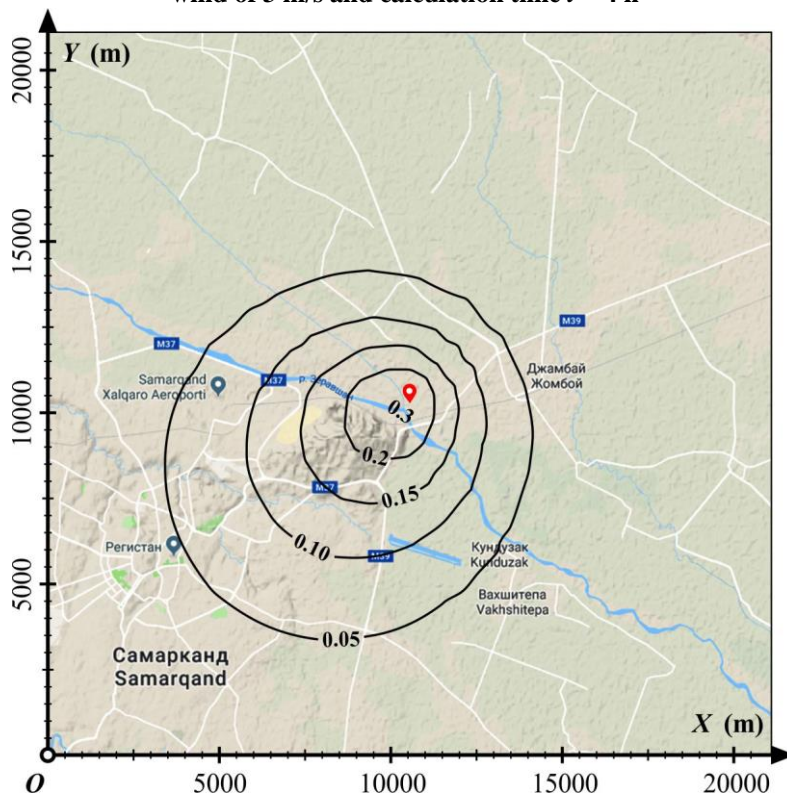 Y (m)
20000
15000
10000
5000
M37
M39
M37
р. Зеравшан
Samarqand
Xalqaro Aeroporti
Джамбай
Жомбой
0.3
0.2
M37
0.15
0.10
Регистан
M39
Кундузак
Kunduzak
Вахшитепа
Vakhshitepa
0.05
Самарканд
Samarqand
X (m)
O
5000
10000
15000
20000